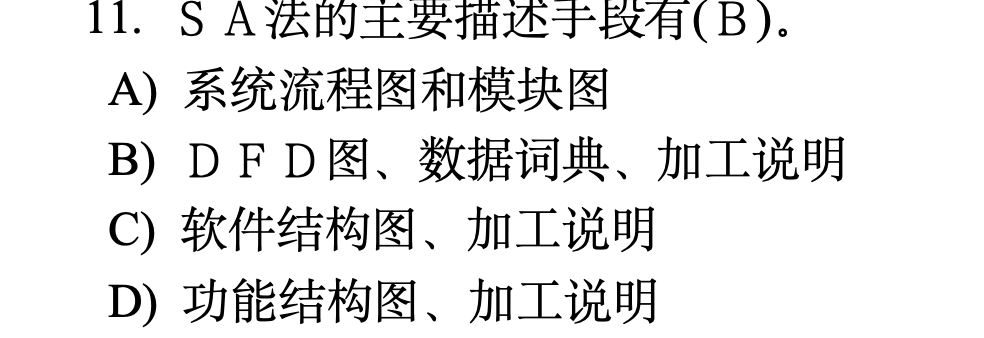 11. ＳＡ法的主要描述手段有(Ｂ)。
A) 系统流程图和模块图
B) ＤＦＤ图、数据词典、加工说明
C) 软件结构图、加工说明
D) 功能结构图、加工说明